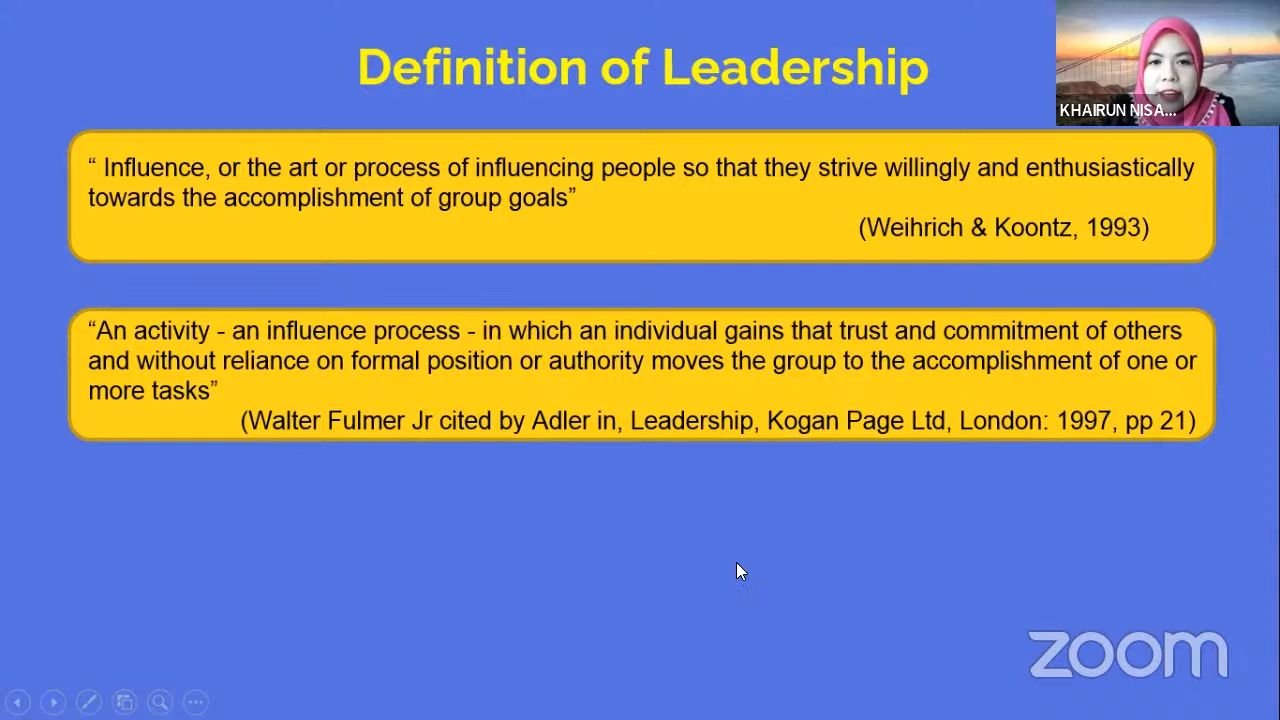 Definition of Leadership
KHAIRUN NISA...
“ Influence, or the art or process of influencing people so that they strive willingly and enthusiastically
towards the accomplishment of group goals”
(Weihrich & Koontz, 1993)
“An activity - an influence process - in which an individual gains that trust and commitment of others
and without reliance on formal position or authority moves the group to the accomplishment of one or
more tasks”
(Walter Fulmer Jr cited by Adler in, Leadership, Kogan Page Ltd, London: 1997, pp 21)
zoom